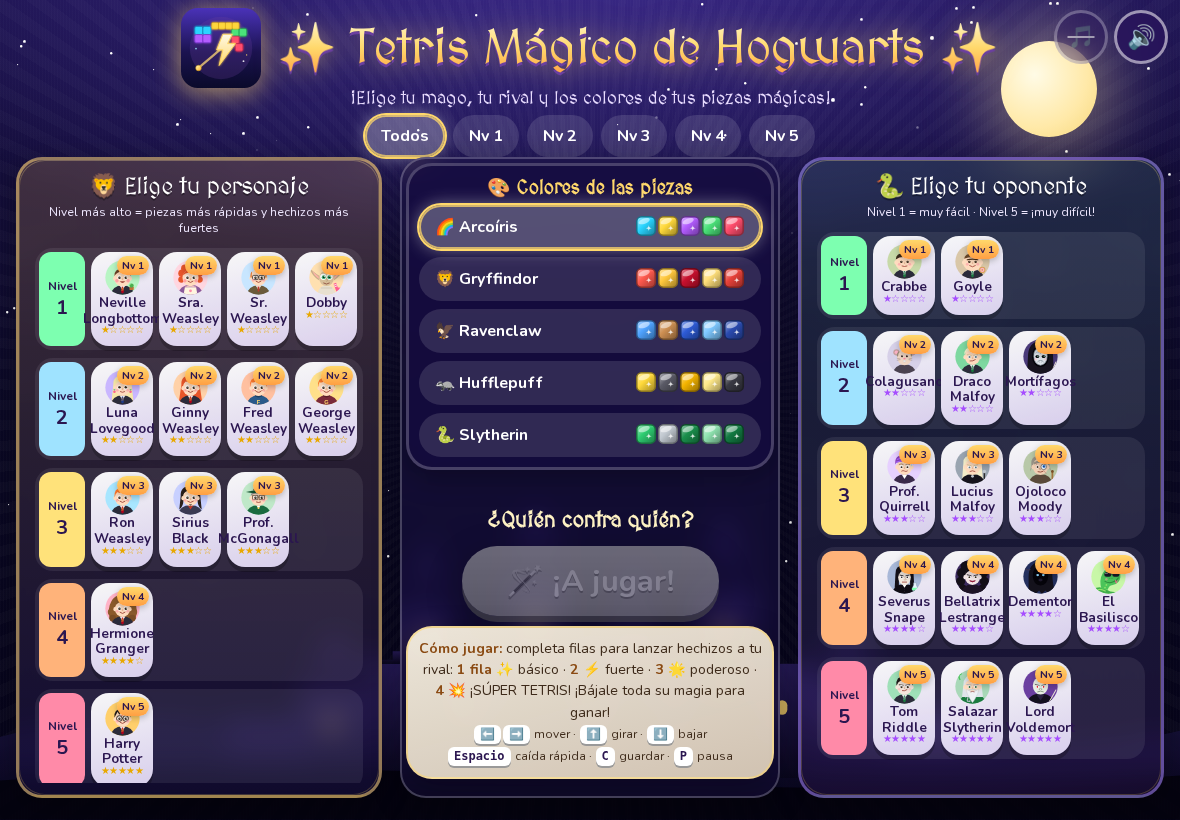 ✨ Tetris Mágico de Hogwarts ✨
¡Elige tu mago, tu rival y los colores de tus piezas mágicas!
Todos
Nv 1
Nv 2
Nv 3
Nv 4
Nv 5
🦁 Elige tu personaje
Nivel más alto = piezas más rápidas y hechizos más
fuertes
Nivel
1
Nv 1
Neville
Longbottom
★☆☆☆☆
Nv 1
Sra.
Weasley
★☆☆☆☆
Nv 1
Sr.
Weasley
★☆☆☆☆
Nv 1
Dobby
★☆☆☆☆
Nivel
2
Nv 2
Luna
Lovegood
★★☆☆☆
Nv 2
Ginny
Weasley
★★☆☆☆
Nv 2
Fred
Weasley
★★☆☆☆
Nv 2
George
Weasley
★★☆☆☆
Nivel
3
Nv 3
Ron
Weasley
★★★☆☆
Nv 3
Sirius
Black
★★★☆☆
Nv 3
Prof.
McGonagall
★★★☆☆
Nivel
4
Nv 4
Hermione
Granger
★★★★☆
Nivel
5
Nv 5
Harry
Potter
★★★★★
🎨 Colores de las piezas
🌈 Arcoíris
🦁 Gryffindor
🦅 Ravenclaw
🦡 Hufflepuff
🐍 Slytherin
¿Quién contra quién?
🪄 ¡A jugar!
Cómo jugar: completa filas para lanzar hechizos a tu
rival: 1 fila ✨ básico · 2 ⚡ fuerte · 3 🌟 poderoso ·
4 💥 ¡SÚPER TETRIS! ¡Bájale toda su magia para
ganar!
⬅️ ➡️ mover · ⬆️ girar · ⬇️ bajar
Espacio caída rápida · C guardar · P pausa
🐍 Elige tu oponente
Nivel 1 = muy fácil · Nivel 5 = ¡muy difícil!
Nivel
1
Nv 1
Crabbe
★☆☆☆☆
Nv 1
Goyle
★☆☆☆☆
Nivel
2
Nv 2
Colagusano
★★☆☆☆
Nv 2
Draco
Malfoy
★★☆☆☆
Nv 2
Mortífagos
★★☆☆☆
Nivel
3
Nv 3
Prof.
Quirrell
★★★☆☆
Nv 3
Lucius
Malfoy
★★★☆☆
Nv 3
Ojoloco
Moody
★★★☆☆
Nivel
4
Nv 4
Severus
Snape
★★★★☆
Nv 4
Bellatrix
Lestrange
★★★★☆
Nv 4
Dementor
★★★★☆
Nv 4
El
Basilisco
★★★★☆
Nivel
5
Nv 5
Tom
Riddle
★★★★★
Nv 5
Salazar
Slytherin
★★★★★
Nv 5
Lord
Voldemort
★★★★★